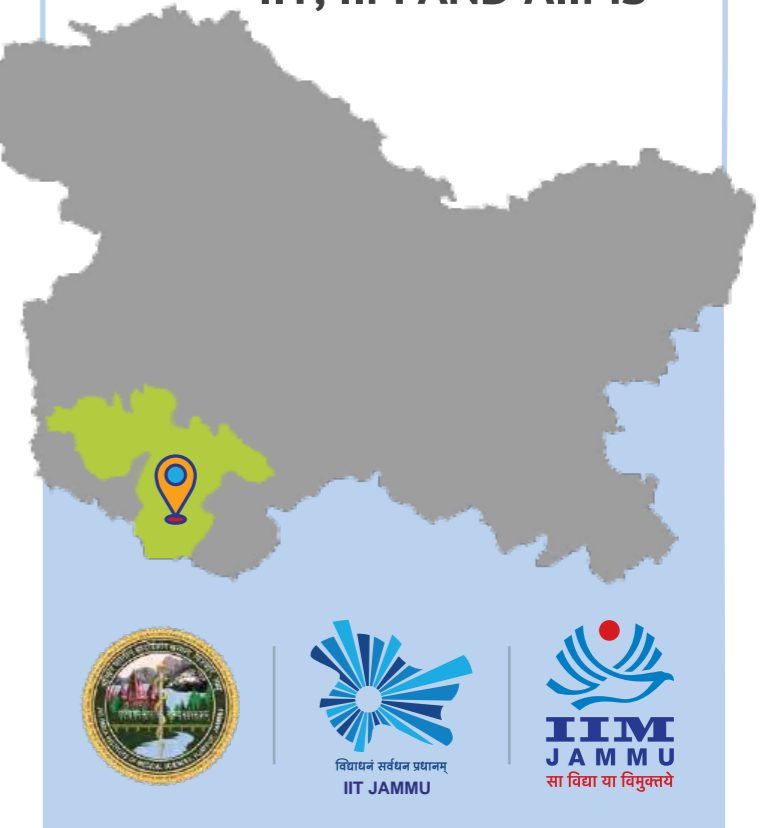 IIT, IIM AND AIIMS
विद्याधनं सर्वधन प्रधानम्
IIT JAMMU
IIM
JAMMU
सा विद्या या विमुक्तये